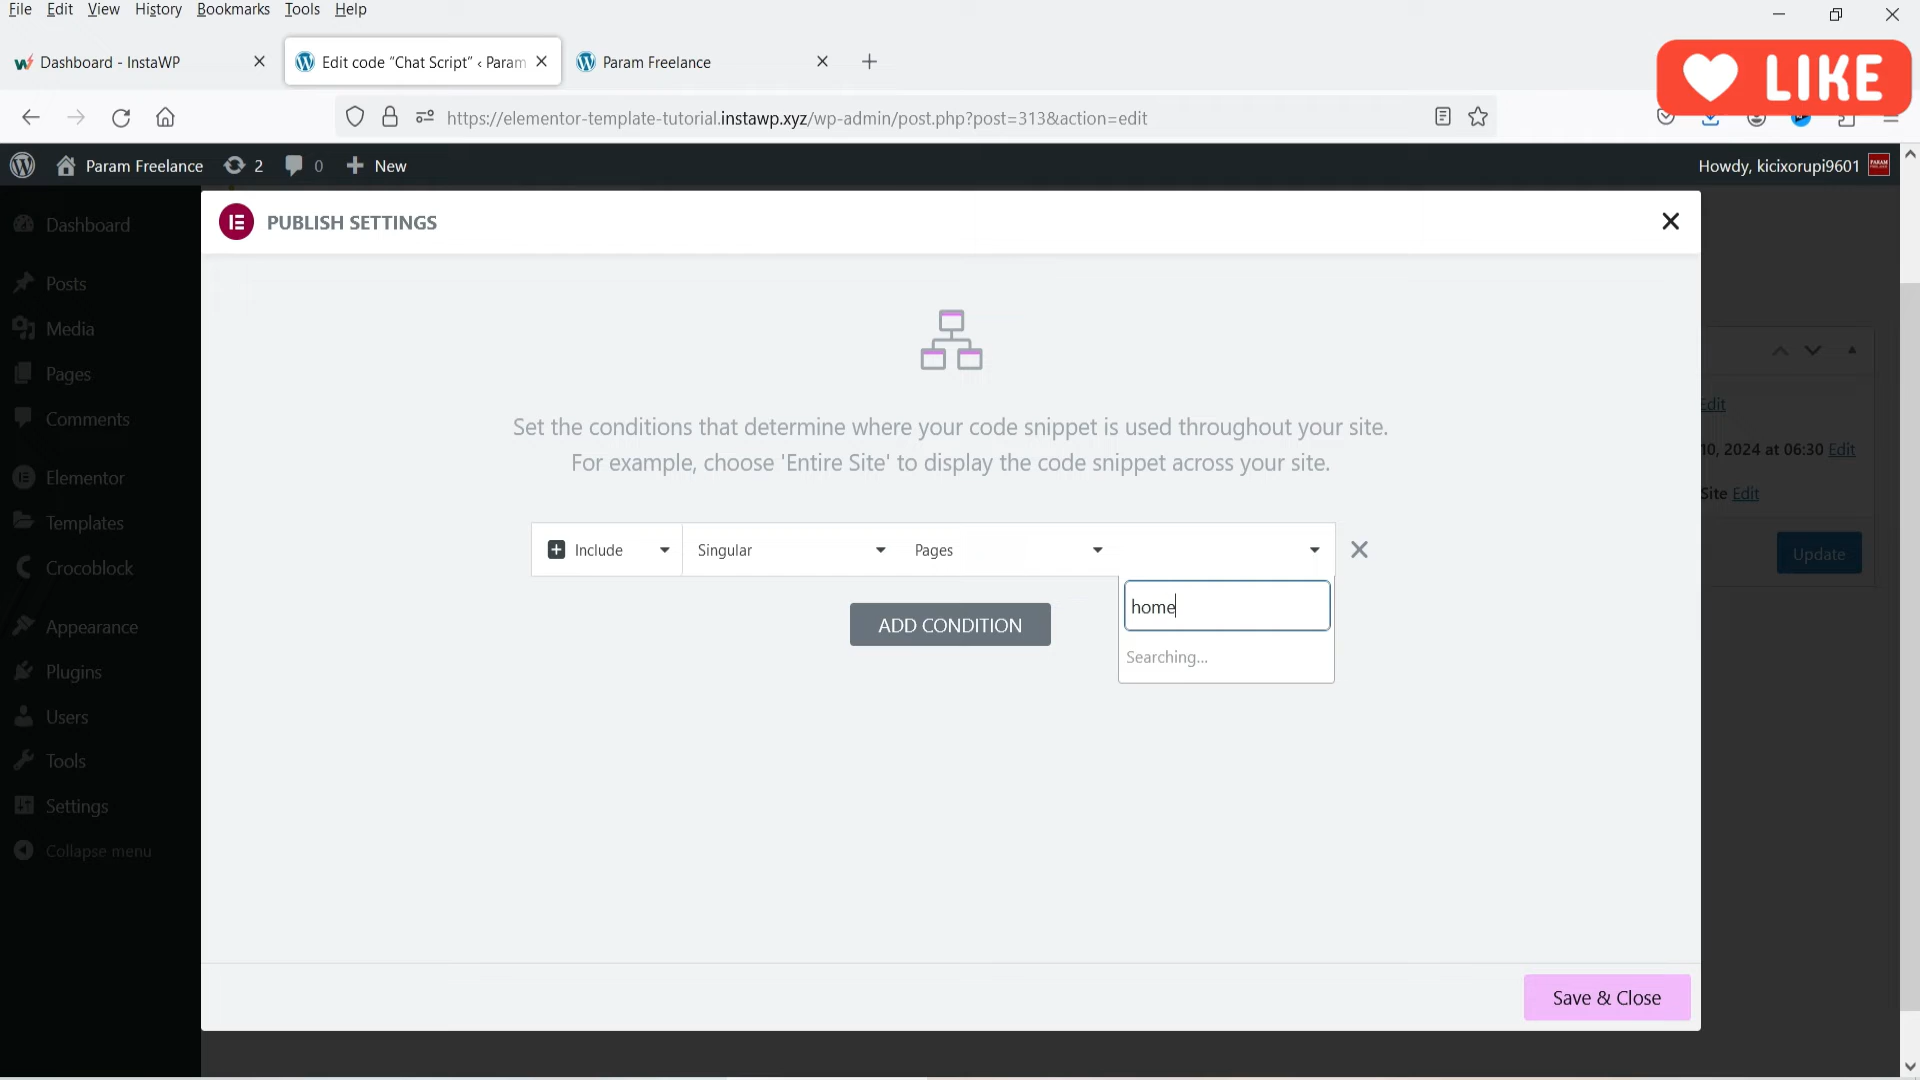 File Edit View History Bookmarks Tools Help
Dashboard - InstaWP
Edit code “Chat Script” ‹ Param
Param Freelance
LIKE
https://elementor-template-tutorial.instawp.xyz/wp-admin/post.php?post=313&action=edit
Param Freelance 2 0 New
Howdy, kicixorupi9601
Dashboard
Posts
Media
Pages
Comments
Elementor
Templates
Crocoblock
Appearance
Plugins
Users
Tools
Settings
Collapse menu
PUBLISH SETTINGS
Set the conditions that determine where your code snippet is used throughout your site.
For example, choose 'Entire Site' to display the code snippet across your site.
Include Singular Pages
home
Searching...
ADD CONDITION
Save & Close
Edit
10, 2024 at 06:30 Edit
Site Edit
Update